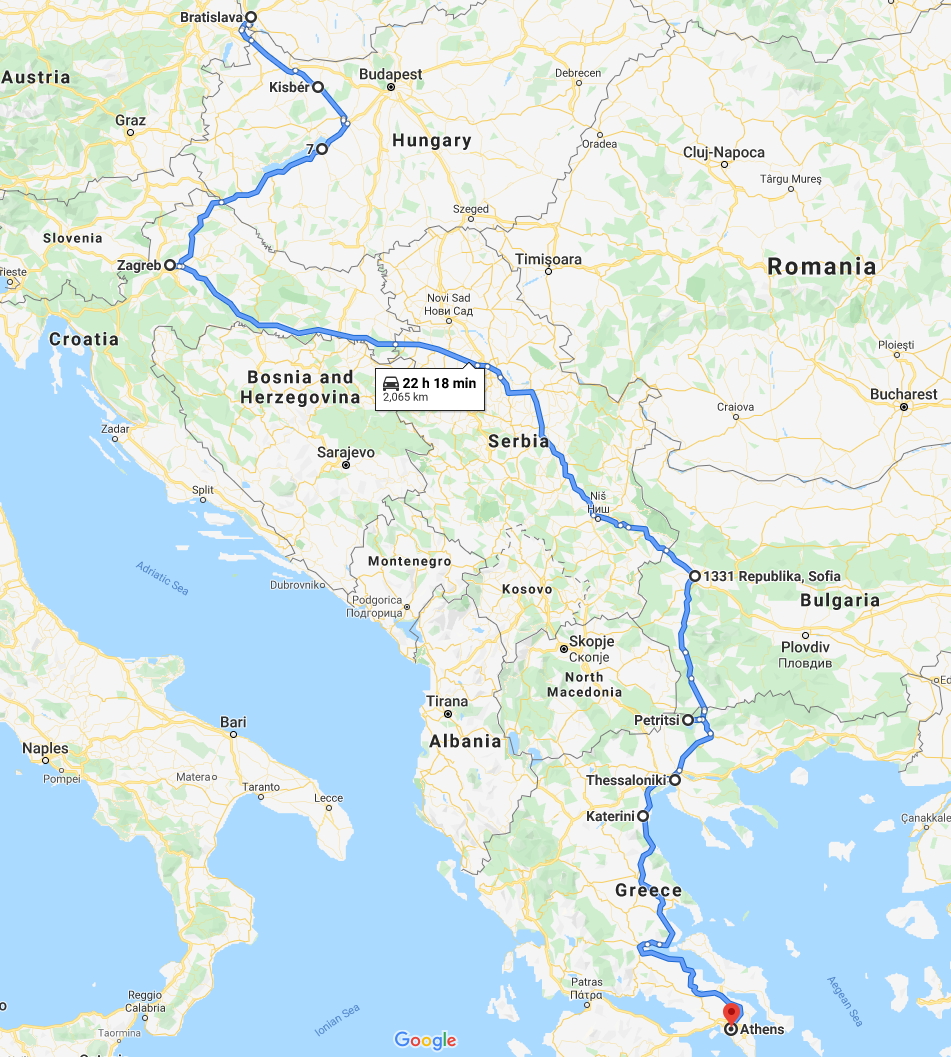 Bratislava
Austria
Kisbér
Budapest
Debrecen
Graz
Hungary
Oradea
7
Cluj-Napoca
Târgu Mureș
Szeged
Slovenia
Zagreb
Timișoara
Romania
rieste
Novi Sad
Нови Сад
Croatia
Ploiești
22 h 18 min
2,065 km
Bosnia and
Herzegovina
Bucharest
Craiova
Zadar
Serbia
Sarajevo
Split
Niš
Ниш
Montenegro
Adriatic Sea
Dubrovnik
Kosovo
1331 Republika, Sofia
Podgorica
Подгорица
Bulgaria
Skopje
Скопје
Plovdiv
Пловдив
North
Macedonia
Ed
Tirana
Petritsi
Bari
Albania
Naples
Pompei
Matera
Thessaloniki
Taranto
Lecce
Katerini
Çanakkale
Greece
Patras
Πάτρα
Aegean Sea
Reggio
Calabria
Ionian Sea
Taormina
Athens
Google